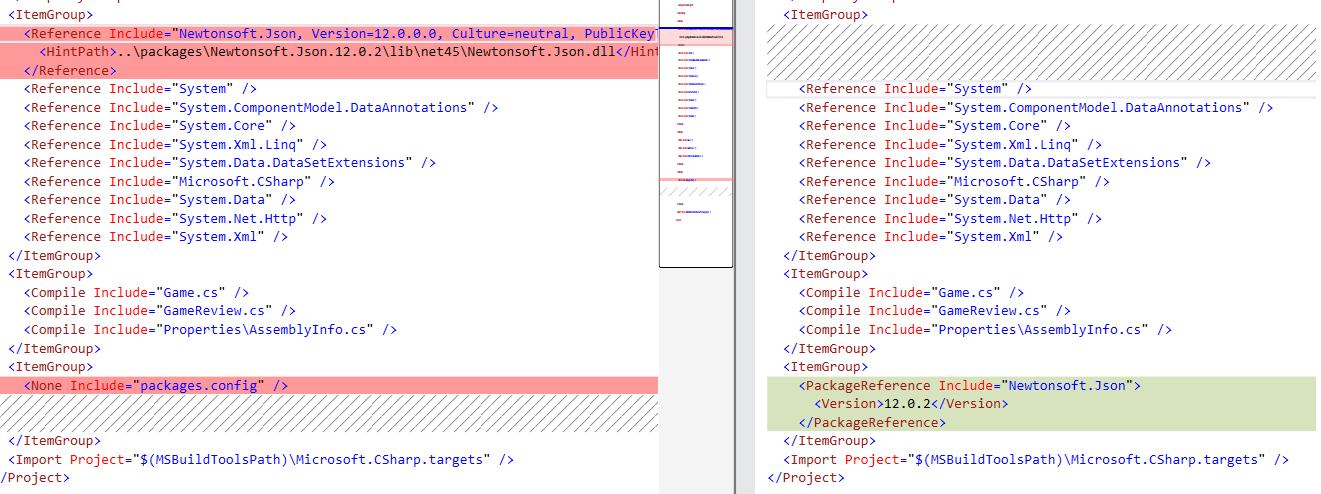 <ItemGroup>
<Reference Include="Newtonsoft.Json, Version=12.0.0.0, Culture=neutral,
<HintPath>..\packages\Newtonsoft.Json.12.0.2\lib\net45\Newtonsoft.Json.dll</Hint
</Reference>
<Reference Include="System" />
<Reference Include="System.ComponentModel.DataAnnotations" />
<Reference Include="System.Core" />
<Reference Include="System.Xml.Linq" />
<Reference Include="System.Data.DataSetExtensions" />
<Reference Include="Microsoft.CSharp" />
<Reference Include="System.Data" />
<Reference Include="System.Net.Http" />
<Reference Include="System.Xml" />
</ItemGroup>
<ItemGroup>
<Compile Include="Game.cs" />
<Compile Include="GameReview.cs" />
<Compile Include="Properties\AssemblyInfo.cs" />
</ItemGroup>
<ItemGroup>
<None Include="packages.config" />
</ItemGroup>
<Import Project="$(MSBuildToolsPath)\Microsoft.CSharp.targets" />
/Project>
<ItemGroup>
<Reference Include="System" />
<Reference Include="System.ComponentModel.DataAnnotations" />
<Reference Include="System.Core" />
<Reference Include="System.Xml.Linq" />
<Reference Include="System.Data.DataSetExtensions" />
<Reference Include="Microsoft.CSharp" />
<Reference Include="System.Data" />
<Reference Include="System.Net.Http" />
<Reference Include="System.Xml" />
</ItemGroup>
<ItemGroup>
<Compile Include="Game.cs" />
<Compile Include="GameReview.cs" />
<Compile Include="Properties\AssemblyInfo.cs" />
</ItemGroup>
<ItemGroup>
<PackageReference Include="Newtonsoft.Json">
<Version>12.0.2</Version>
</PackageReference>
</ItemGroup>
<Import Project="$(MSBuildToolsPath)\Microsoft.CSharp.targets" />
</Project>